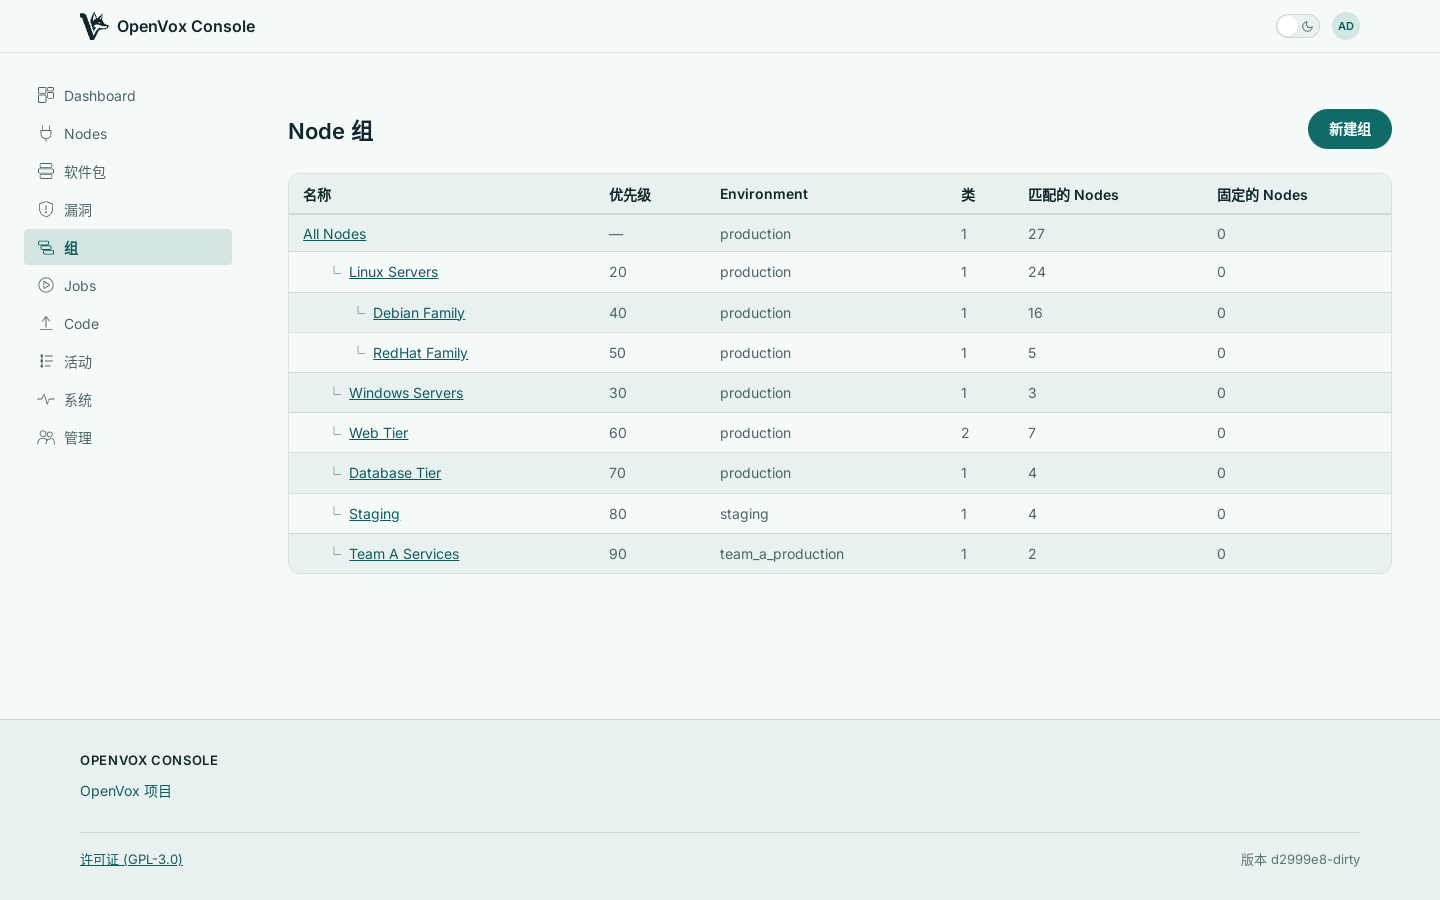 OpenVox Console
AD
Dashboard
Nodes
软件包
漏洞
组
Jobs
Code
活动
系统
管理
Node 组
新建组
名称 优先级 Environment 类 匹配的 Nodes 固定的 Nodes
All Nodes — production 1 27 0
Linux Servers 20 production 1 24 0
Debian Family 40 production 1 16 0
RedHat Family 50 production 1 5 0
Windows Servers 30 production 1 3 0
Web Tier 60 production 2 7 0
Database Tier 70 production 1 4 0
Staging 80 staging 1 4 0
Team A Services 90 team_a_production 1 2 0
OPENVOX CONSOLE
OpenVox 项目
许可证 (GPL-3.0)
版本 d2999e8-dirty